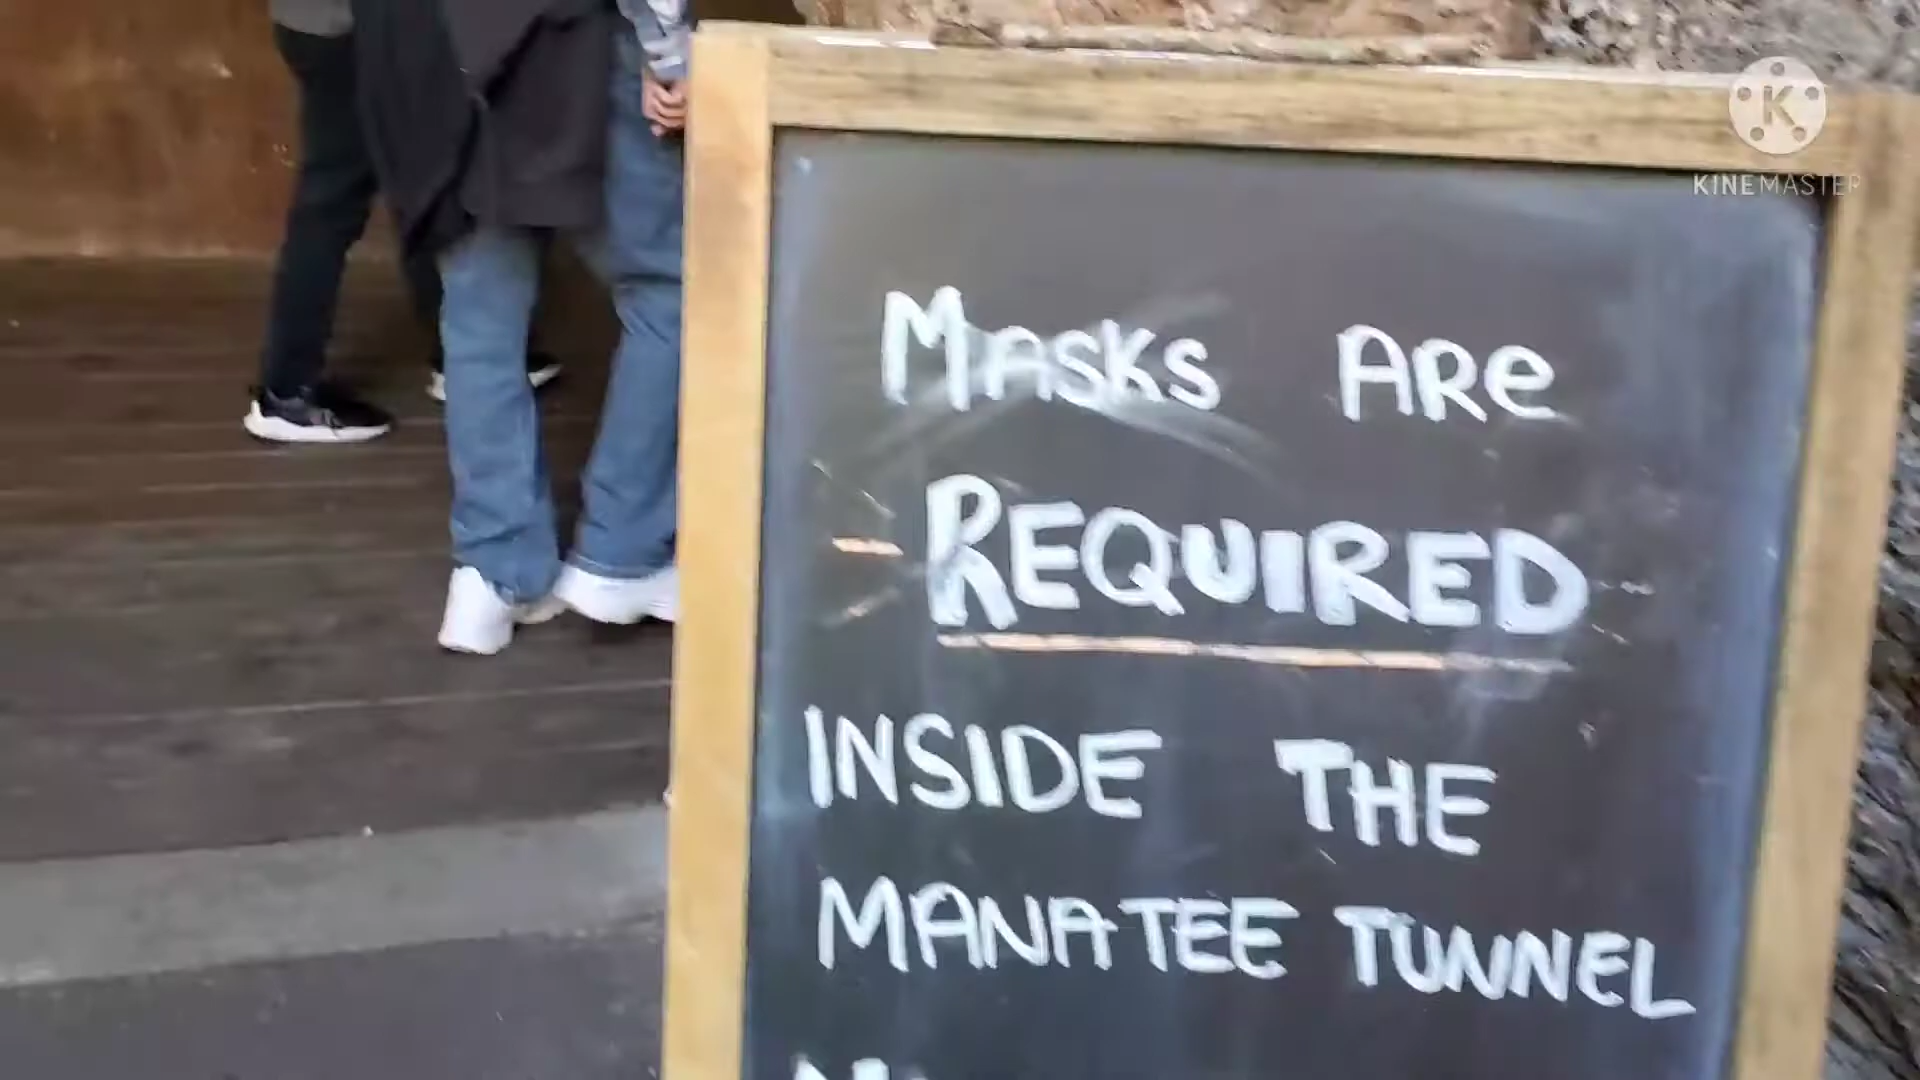 KINEMASTER
MASKS ARe
REQUIRED
INSIDE THE
MANATEE TUNNEL